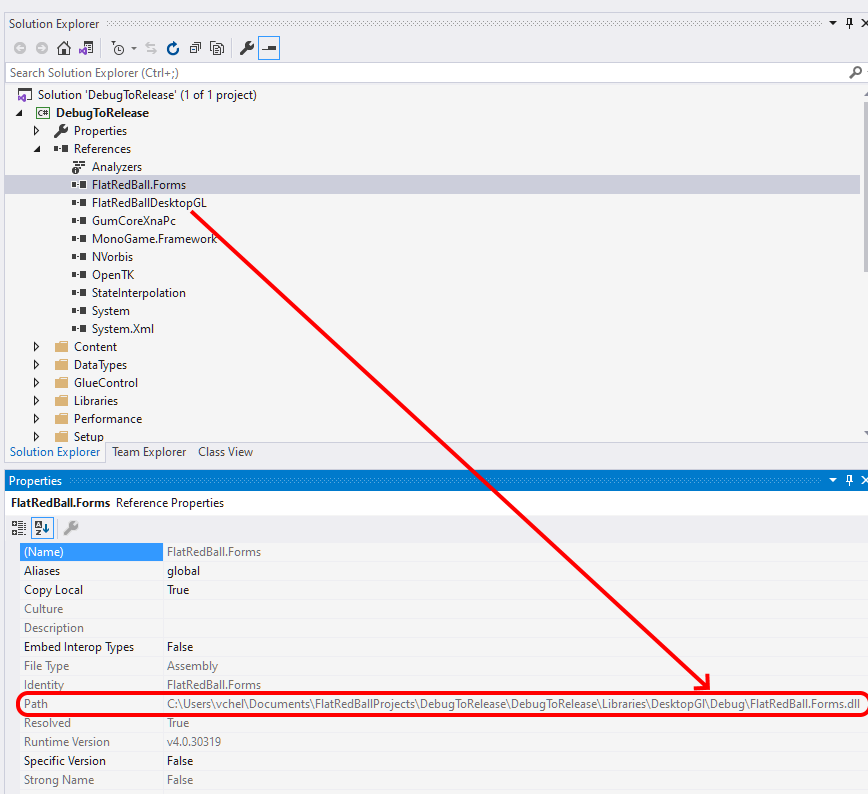 Solution Explorer
Search Solution Explorer (Ctrl+;)
Solution 'DebugToRelease' (1 of 1 project)
C# DebugToRelease
Properties
References
Analyzers
FlatRedBall.Forms
FlatRedBallDesktopGL
GumCoreXnaPc
MonoGame.Framework
NVorbis
OpenTK
StateInterpolation
System
System.Xml
Content
DataTypes
GlueControl
Libraries
Performance
Setup
Solution Explorer Team Explorer Class View
Properties
FlatRedBall.Forms Reference Properties
(Name) FlatRedBall.Forms
Aliases global
Copy Local True
Culture
Description
Embed Interop Types False
File Type Assembly
Identity FlatRedBall.Forms
Path C:\Users\vchel\Documents\FlatRedBallProjects\DebugToRelease\DebugToRelease\Libraries\DesktopGl\Debug\FlatRedBall.Forms.dll
Resolved True
Runtime Version v4.0.30319
Specific Version False
Strong Name False